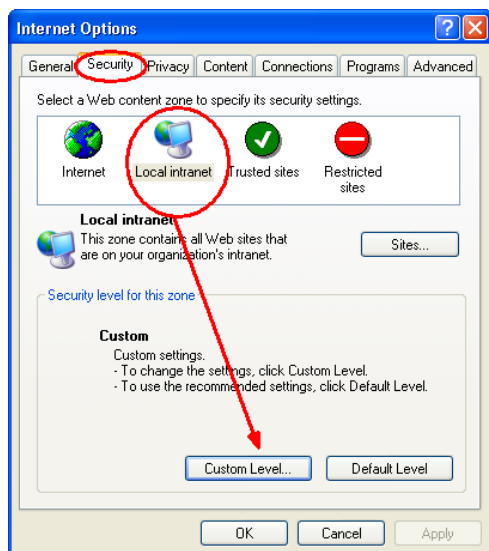 Internet Options
General Security Privacy Content Connections Programs Advanced
Select a Web content zone to specify its security settings.
Internet Local intranet Trusted sites Restricted
sites
Local intranet
This zone contains all Web sites that
are on your organization's intranet.
Sites...
Security level for this zone
Custom
Custom settings.
- To change the settings, click Custom Level.
- To use the recommended settings, click Default Level.
Custom Level... Default Level
OK Cancel Apply